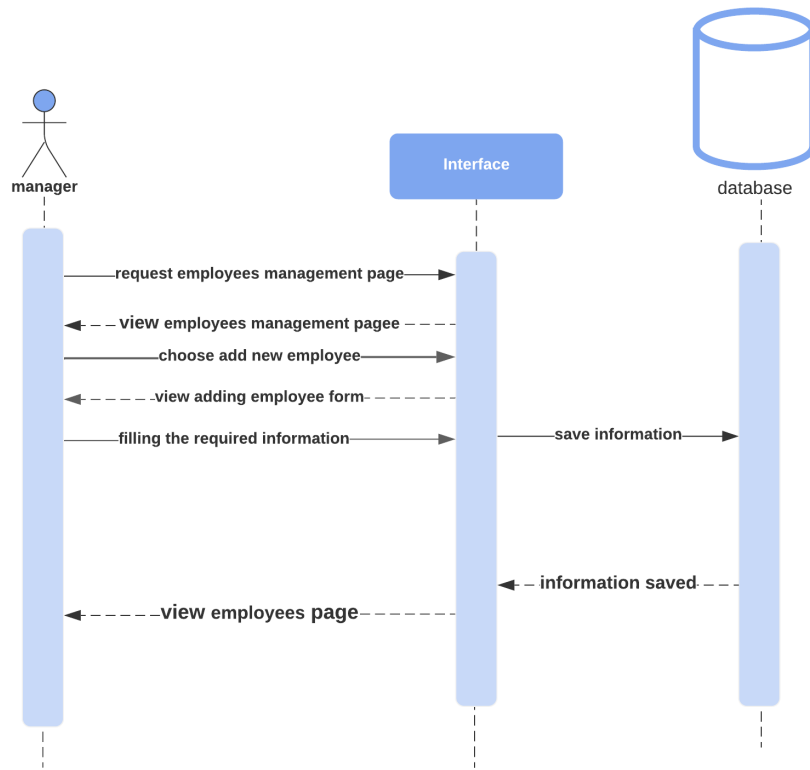 Interface
manager
database
request employees management page
view employees management pagee
choose add new employee
view adding employee form
filling the required information
save information
information saved
view employees page